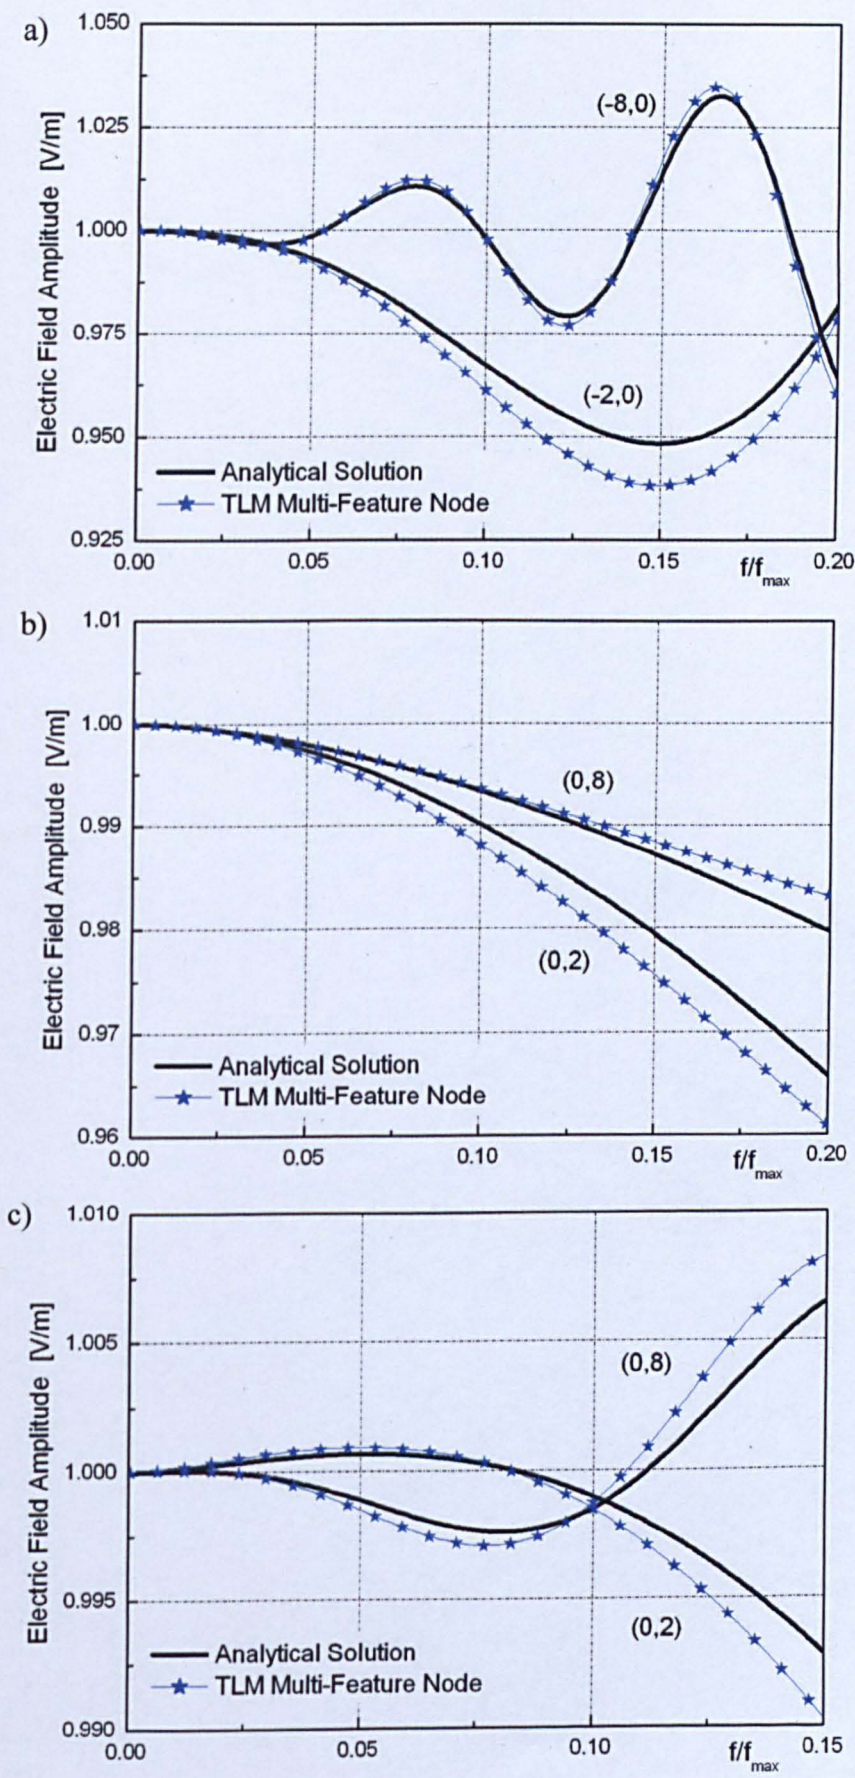 a)
1.050
1.025
1.000
0.975
0.950
0.925
Electric Field Amplitude [V/m]
(-8,0)
(-2,0)
Analytical Solution
TLM Multi-Feature Node
0.00 0.05 0.10 0.15 f/fmax 0.20
b)
1.01
1.00
0.99
0.98
0.97
0.96
Electric Field Amplitude [V/m]
(0,8)
(0,2)
Analytical Solution
TLM Multi-Feature Node
0.00 0.05 0.10 0.15 f/fmax 0.20
c)
1.010
1.005
1.000
0.995
0.990
Electric Field Amplitude [V/m]
(0,8)
(0,2)
Analytical Solution
TLM Multi-Feature Node
0.00 0.05 0.10 f/fmax 0.15